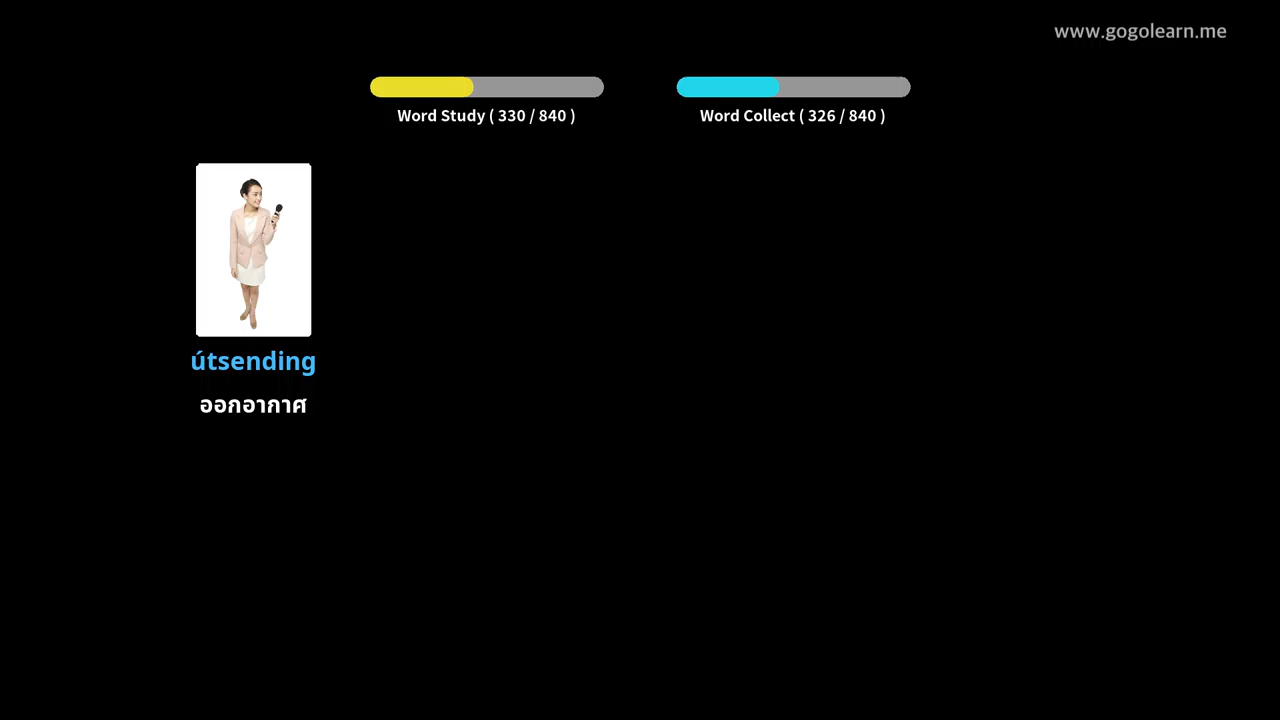 www.gogolearn.me
Word Study ( 330 / 840 )
Word Collect ( 326 / 840 )
útsending
ออกอากาศ